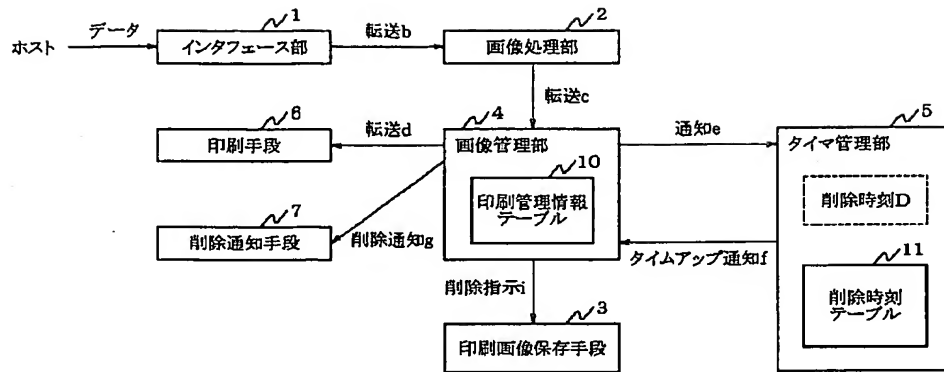 1
2
データ
ホスト
インタフェース部
転送b
画像処理部
転送c
6
4
5
転送d
通知e
印刷手段
画像管理部
タイマ管理部
10
印刷管理情報
テーブル
削除時刻D
7
削除通知手段
削除通知g
タイムアップ通知f
11
削除指示i
削除時刻
テーブル
3
印刷画像保存手段